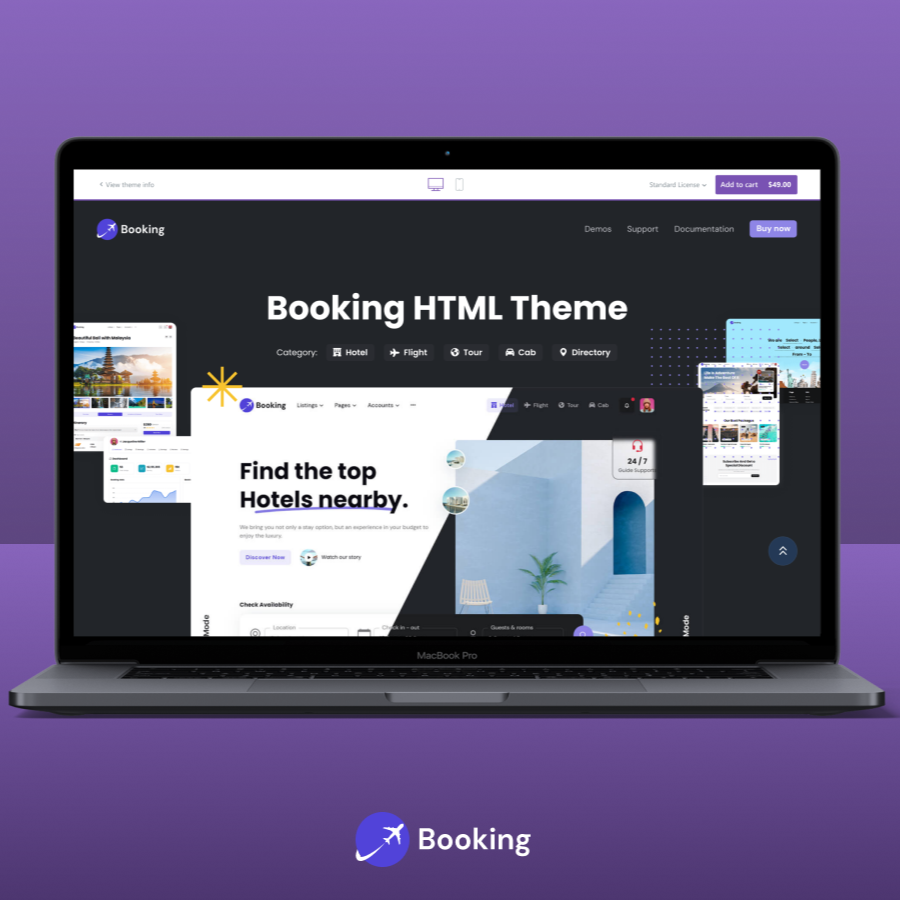 View theme info
Standard License
Add to cart $49.00
Booking
Demos Support Documentation Buy now
Booking HTML Theme
Category: Hotel Flight Tour Cab Directory
Booking Listings Pages Accounts
Hotel Flight Tour Cab
Find the top
Hotels nearby.
We bring you not only a stay option, but an experience in your budget to
enjoy the luxury.
Discover Now Watch our story
24 / 7
Guide Support
Check Availability
Location
Check in - out
Guests & rooms
Mode
Mode
Beautiful Bali with Malaysia
MacBook Pro
Booking